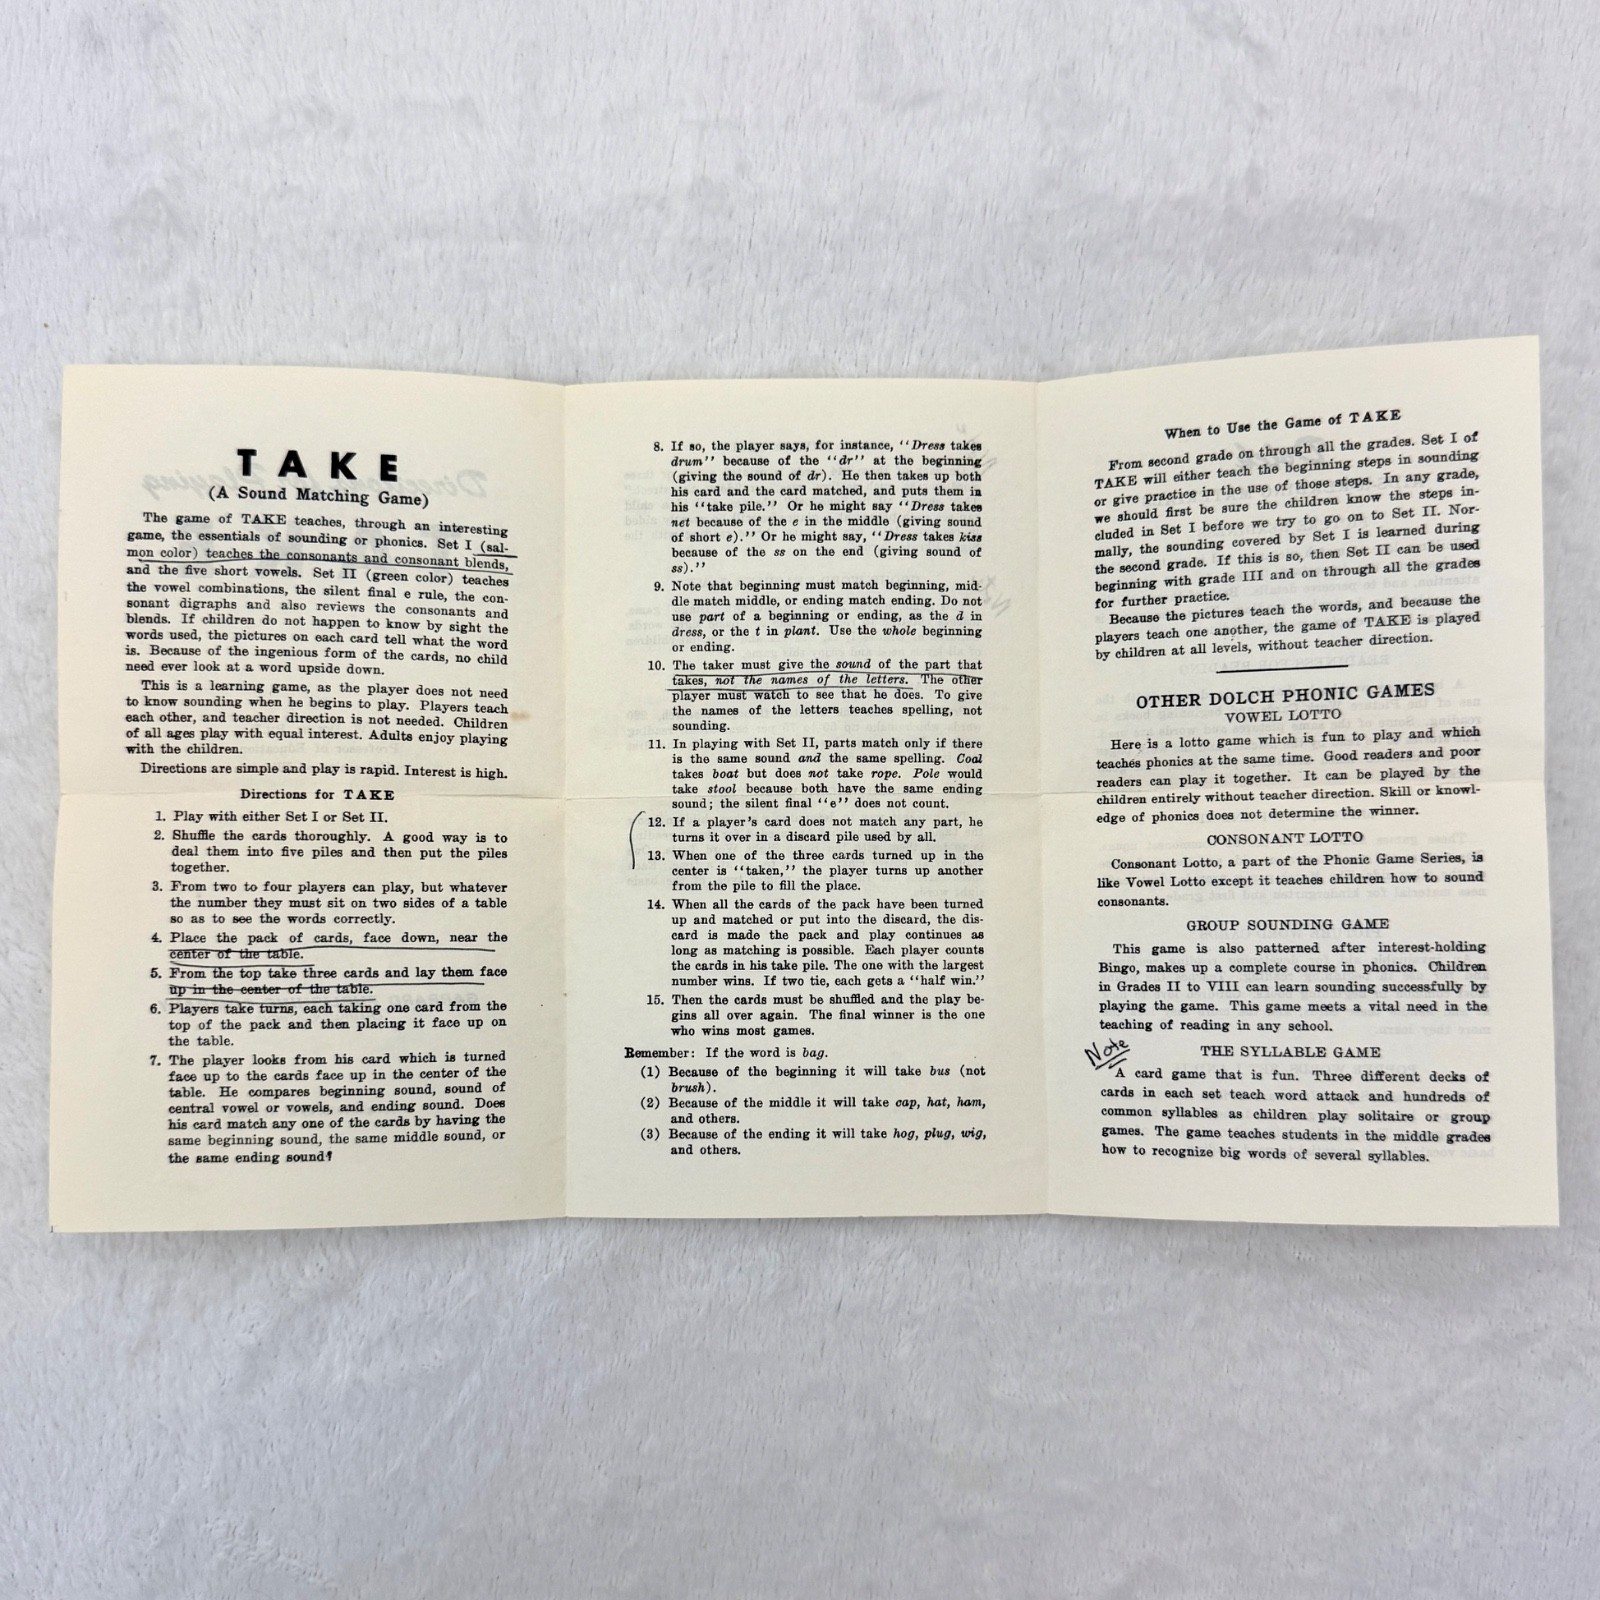 TAKE
(A Sound Matching Game)
The game of TAKE teaches, through an interesting
game, the essentials of sounding or phonics. Set I (sal-
mon color) teaches the consonants and consonant blends,
and the five short vowels. Set II (green color) teaches
the vowel combinations, the silent final e rule, the con-
sonant digraphs and also reviews the consonants and
blends. If children do not happen to know by sight the
words used, the pictures on each card tell what the word
is. Because of the ingenious form of the cards, no child
need ever look at a word upside down.
This is a learning game, as the player does not need
to know sounding when he begins to play. Players teach
each other, and teacher direction is not needed. Children
of all ages play with equal interest. Adults enjoy playing
with the children.
Directions are simple and play is rapid. Interest is high.
Directions for TAKE
1. Play with either Set I or Set II.
2. Shuffle the cards thoroughly. A good way is to
deal them into five piles and then put the piles
together.
3. From two to four players can play, but whatever
the number they must sit on two sides of a table
so as to see the words correctly.
4. Place the pack of cards, face down, near the
center of the table.
5. From the top take three cards and lay them face
up in the center of the table.
6. Players take turns, each taking one card from the
top of the pack and then placing it face up on
the table.
7. The player looks from his card which is turned
face up to the cards face up in the center of the
table. He compares beginning sound, sound of
central vowel or vowels, and ending sound. Does
his card match any one of the cards by having the
same beginning sound, the same middle sound, or
the same ending sound?
8. If so, the player says, for instance, "Dress takes
drum" because of the "dr" at the beginning
(giving the sound of dr). He then takes up both
his card and the card matched, and puts them in
his "take pile." Or he might say "Dress takes
net because of the e in the middle (giving sound
of short e)." Or he might say, "Dress takes kiss
because of the ss on the end (giving sound of
ss)."
9. Note that beginning must match beginning, mid-
dle match middle, or ending match ending. Do not
use part of a beginning or ending, as the d in
dress, or the t in plant. Use the whole beginning
or ending.
10. The taker must give the sound of the part that
takes, not the names of the letters. The other
player must watch to see that he does. To give
the names of the letters teaches spelling, not
sounding.
11. In playing with Set II, parts match only if there
is the same sound and the same spelling. Coal
takes boat but does not take rope. Pole would
take stool because both have the same ending
sound; the silent final "e" does not count.
12. If a player's card does not match any part, he
turns it over in a discard pile used by all.
13. When one of the three cards turned up in the
center is "taken," the player turns up another
from the pile to fill the place.
14. When all the cards of the pack have been turned
up and matched or put into the discard, the dis-
card is made the pack and play continues as
long as matching is possible. Each player counts
the cards in his take pile. The one with the largest
number wins. If two tie, each gets a "half win."
15. Then the cards must be shuffled and the play be-
gins all over again. The final winner is the one
who wins most games.
Remember: If the word is bag.
(1) Because of the beginning it will take bus (not
brush).
(2) Because of the middle it will take cap, hat, ham,
and others.
(3) Because of the ending it will take hog, plug, wig,
and others.
When to Use the Game of TAKE
From second grade on through all the grades. Set I of
TAKE will either teach the beginning steps in sounding
or give practice in the use of those steps. In any grade,
we should first be sure the children know the steps in-
cluded in Set I before we try to go on to Set II. Nor-
mally, the sounding covered by Set I is learned during
the second grade. If this is so, then Set II can be used
beginning with grade III and on through all the grades
for further practice.
Because the pictures teach the words, and because the
players teach one another, the game of TAKE is played
by children at all levels, without teacher direction.
OTHER DOLCH PHONIC GAMES
VOWEL LOTTO
Here is a lotto game which is fun to play and which
teaches phonics at the same time. Good readers and poor
readers can play it together. It can be played by the
children entirely without teacher direction. Skill or knowl-
edge of phonics does not determine the winner.
CONSONANT LOTTO
Consonant Lotto, a part of the Phonic Game Series, is
like Vowel Lotto except it teaches children how to sound
consonants.
GROUP SOUNDING GAME
This game is also patterned after interest-holding
Bingo, makes up a complete course in phonics. Children
in Grades II to VIII can learn sounding successfully by
playing the game. This game meets a vital need in the
teaching of reading in any school.
Note
THE SYLLABLE GAME
A card game that is fun. Three different decks of
cards in each set teach word attack and hundreds of
common syllables as children play solitaire or group
games. The game teaches students in the middle grades
how to recognize big words of several syllables.